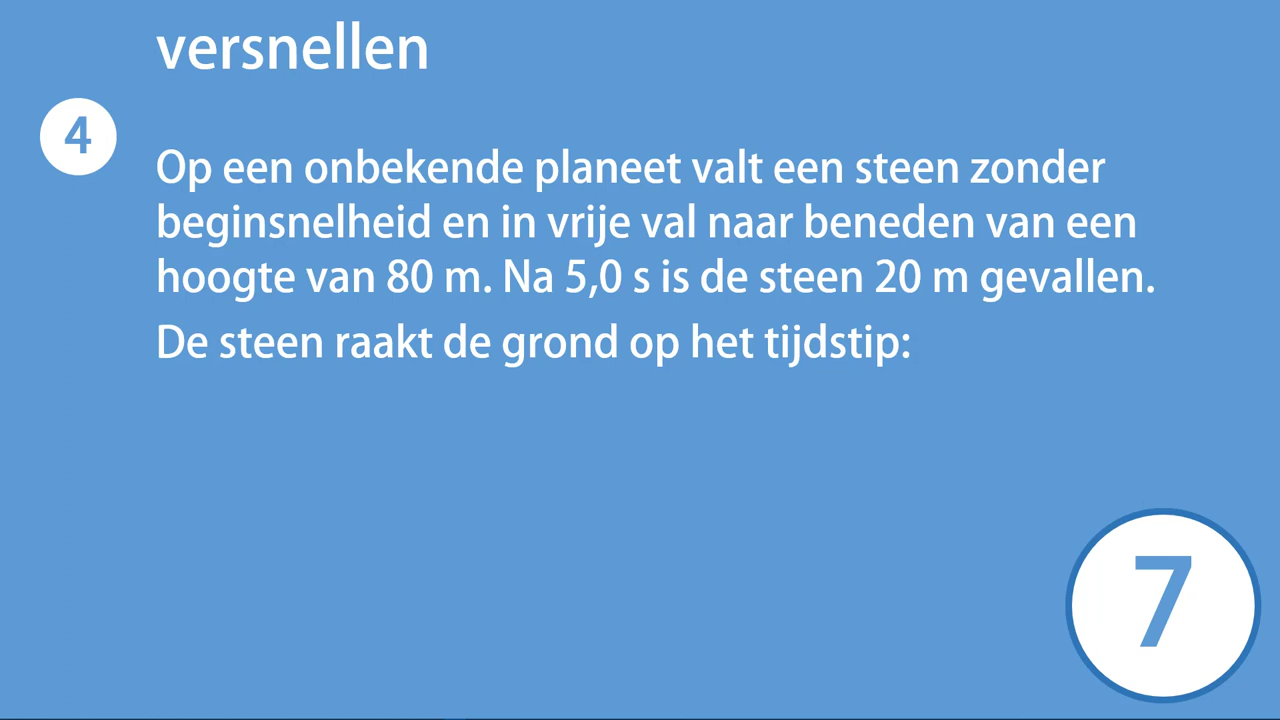 versnellen
4
Op een onbekende planeet valt een steen zonder
beginsnelheid en in vrije val naar beneden van een
hoogte van 80 m. Na 5,0 s is de steen 20 m gevallen.
De steen raakt de grond op het tijdstip:
7